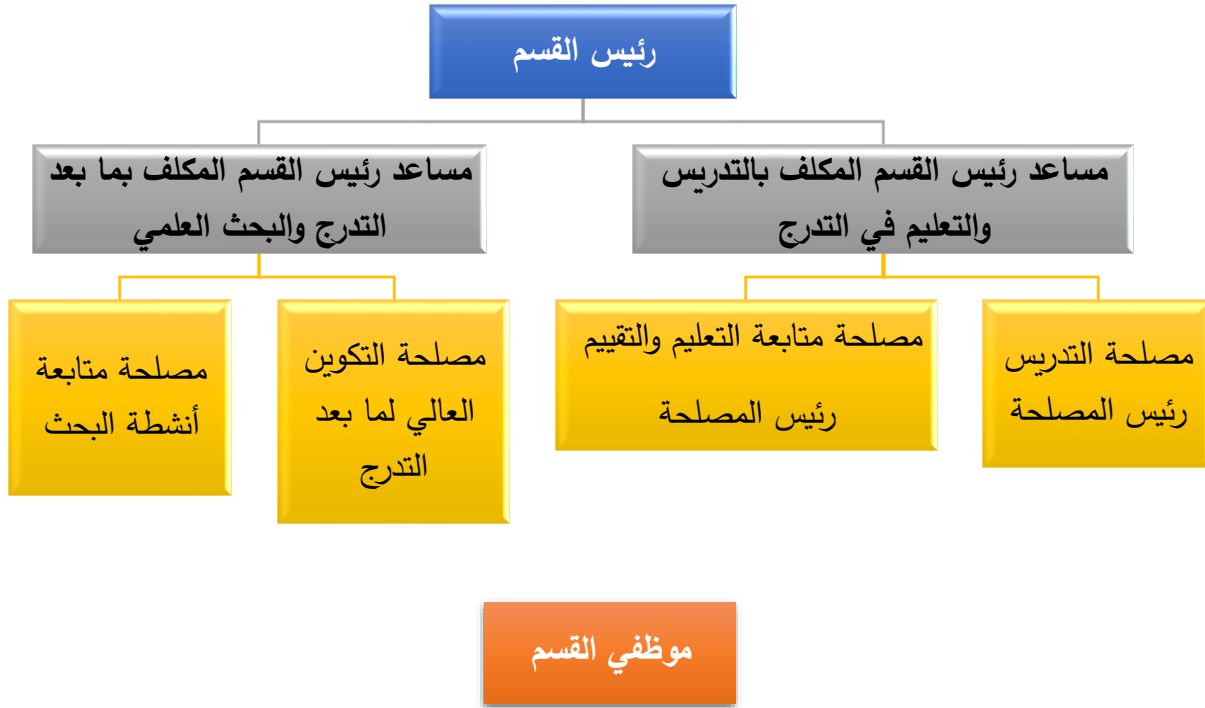 رئيس القسم
مساعد رئيس القسم المكلف بالتدريس
والتعليم في التدرج
مساعد رئيس القسم المكلف بما بعد
التدرج والبحث العلمي
مصلحة التدريس
رئيس المصلحة
مصلحة متابعة التعليم والتقييم
رئيس المصلحة
مصلحة التكوين
العالي لما بعد
التدرج
مصلحة متابعة
أنشطة البحث
موظفي القسم